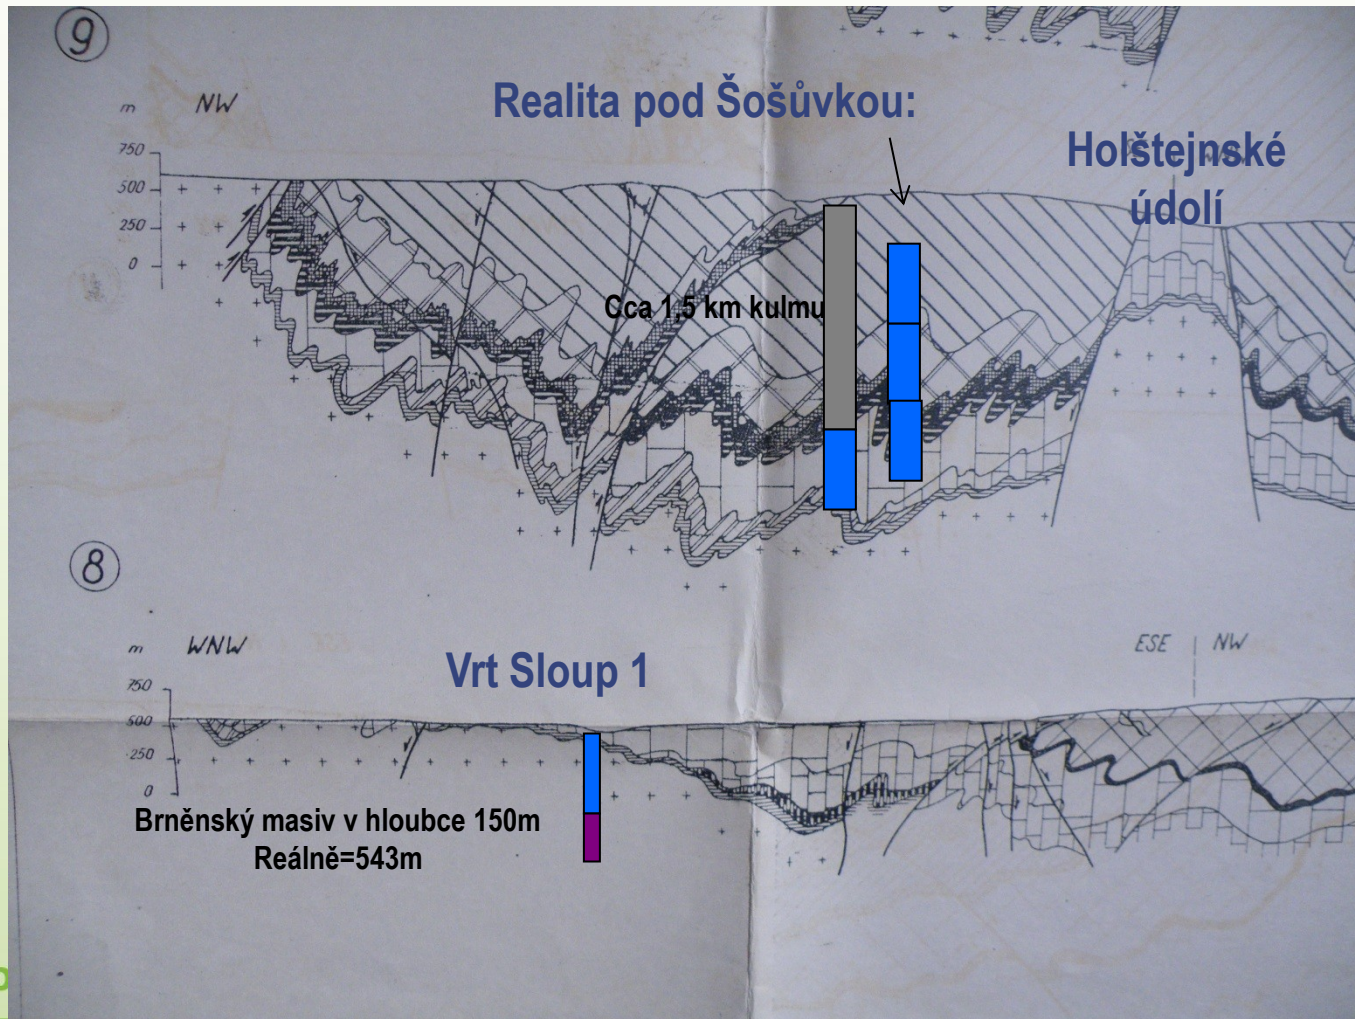 9
m NW
Realita pod Šošůvkou:
Holštejnské
údolí
750
500
250
0
Cca 1,5 km kulmu
8
m WNW
ESE | NW
Vrt Sloup 1
750
500
250
0
Brněnský masiv v hloubce 150m
Reálně=543m